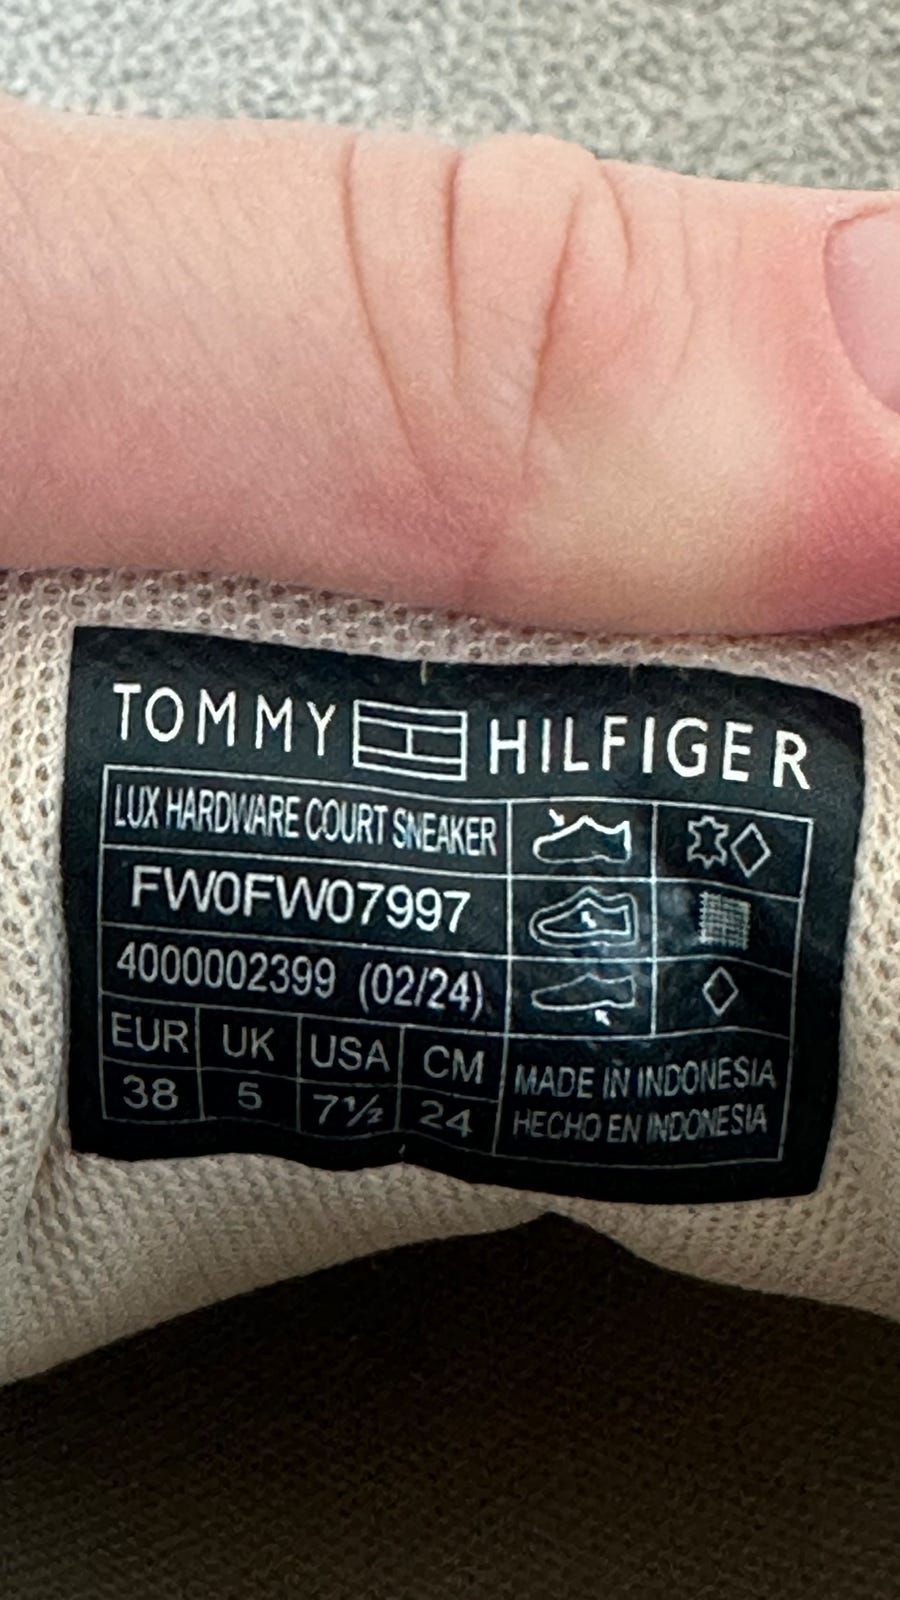 TOMMY HILFIGER
LUX HARDWARE COURT SNEAKER
FW0FW07997
4000002399 (02/24)
EUR UK USA CM
38 5 7½ 24
MADE IN INDONESIA
HECHO EN INDONESIA